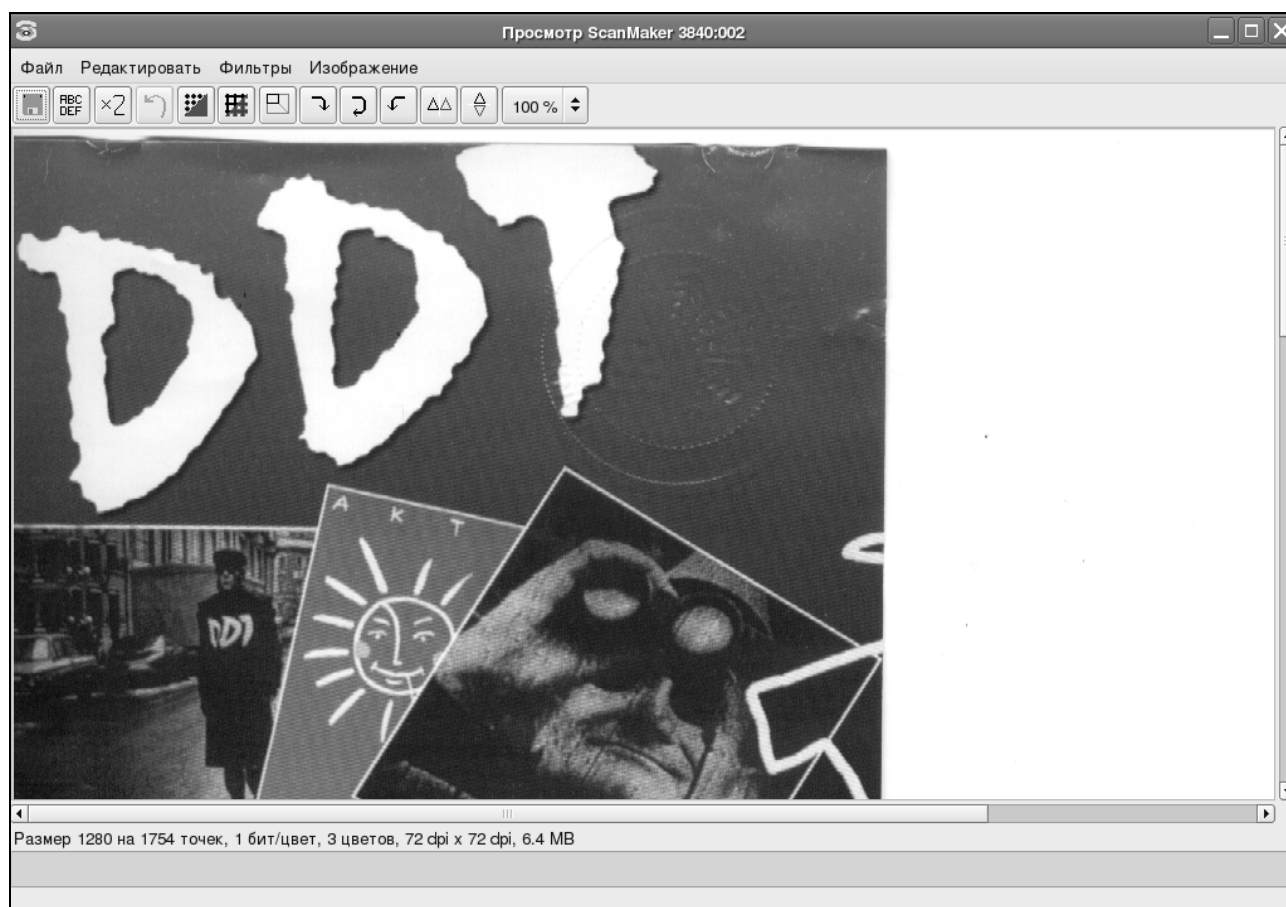 Просмотр ScanMaker 3840:002
Файл Редактировать Фильтры Изображение
ABC DEF ×2 100 %
DDT
А К Т
DDT
Размер 1280 на 1754 точек, 1 бит/цвет, 3 цветов, 72 dpi x 72 dpi, 6.4 MB